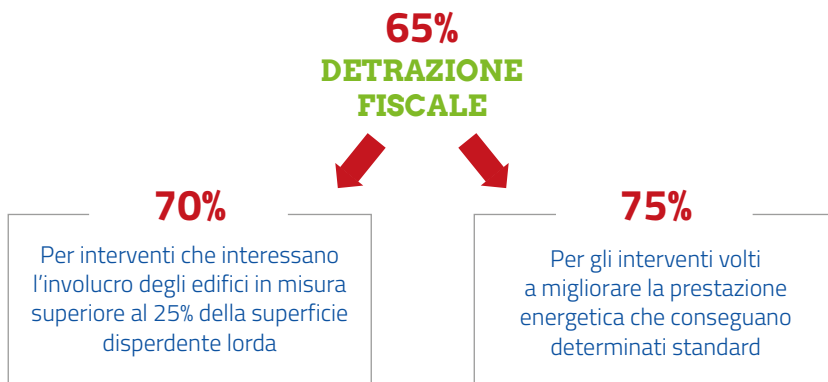 65%
DETRAZIONE
FISCALE
70%
Per interventi che interessano
l'involucro degli edifici in misura
superiore al 25% della superficie
disperdente lorda
75%
Per gli interventi volti
a migliorare la prestazione
energetica che conseguano
determinati standard